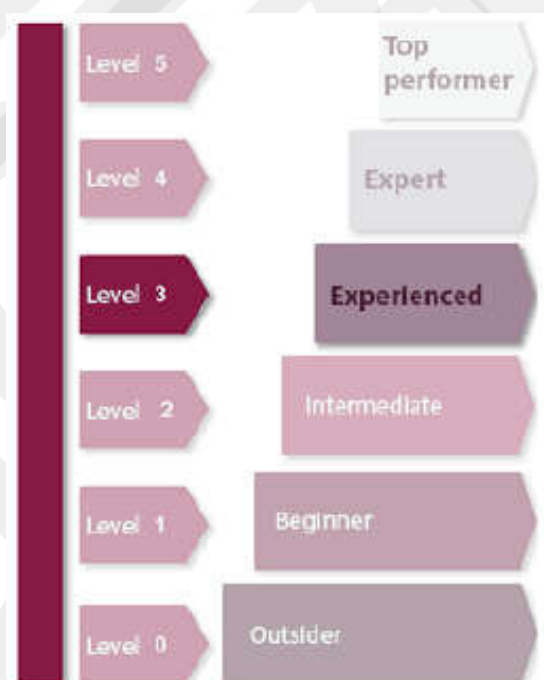 Level 5
Top
performer
Level 4
Expert
Level 3
Experienced
Level 2
Intermediate
Level 1
Beginner
Level 0
Outsider